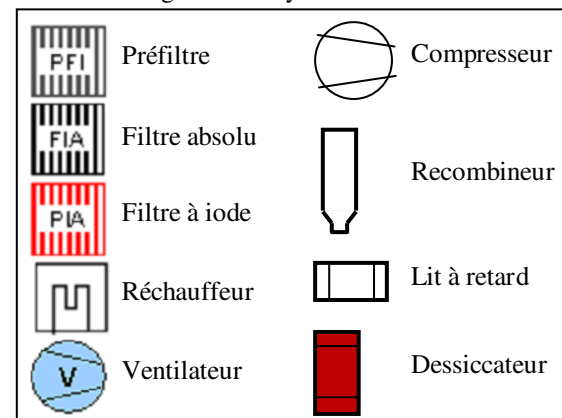 PFI Préfiltre
FIA Filtre absolu
PIA Filtre à iode
Réchauffeur
V Ventilateur
Compresseur
Recombineur
Lit à retard
Dessiccateur